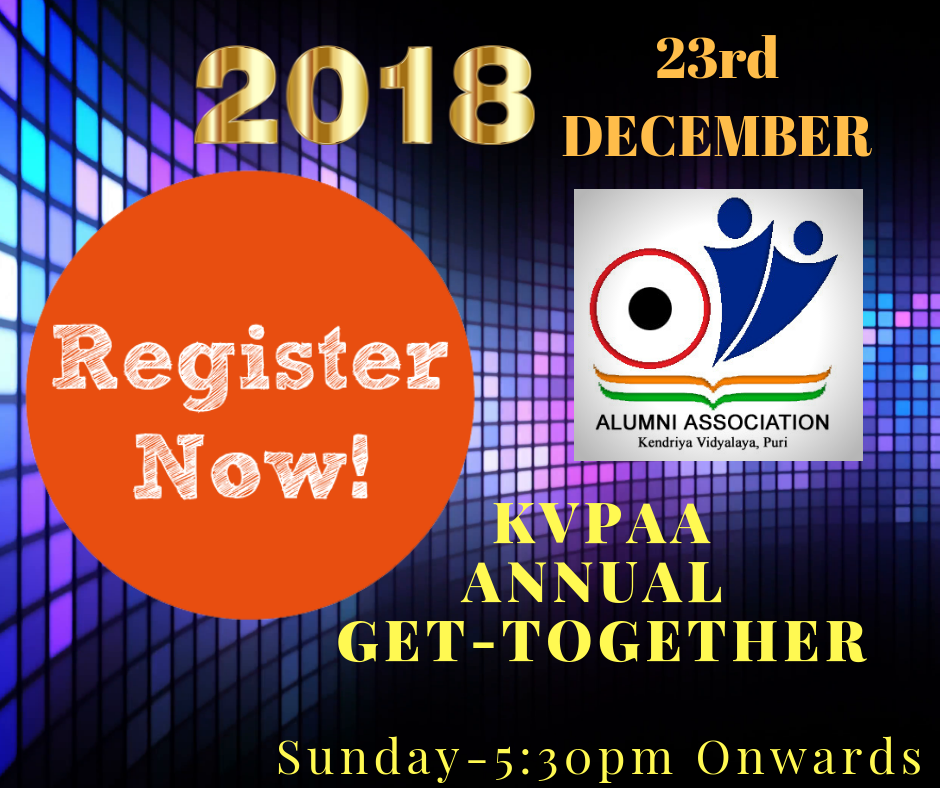 2018
23rd
DECEMBER
Register
Now!
ALUMNI ASSOCIATION
Kendriya Vidyalaya, Puri
KVPAA
ANNUAL
GET-TOGETHER
Sunday-5:30pm Onwards